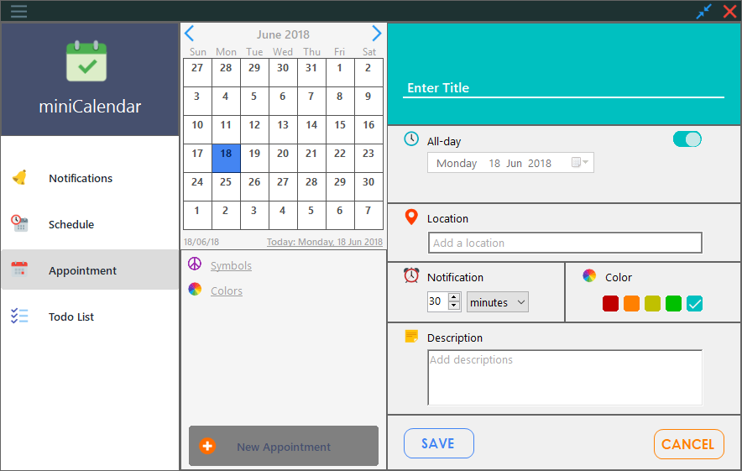 miniCalendar
Notifications
Schedule
Appointment
Todo List
June 2018
Sun Mon Tue Wed Thu Fri Sat
27 28 29 30 31 1 2
3 4 5 6 7 8 9
10 11 12 13 14 15 16
17 18 19 20 21 22 23
24 25 26 27 28 29 30
1 2 3 4 5 6 7
18/06/18 Today: Monday, 18 Jun 2018
Symbols
Colors
New Appointment
Enter Title
All-day
Monday 18 Jun 2018
Location
Add a location
Notification
30 minutes
Color
Description
Add descriptions
SAVE
CANCEL